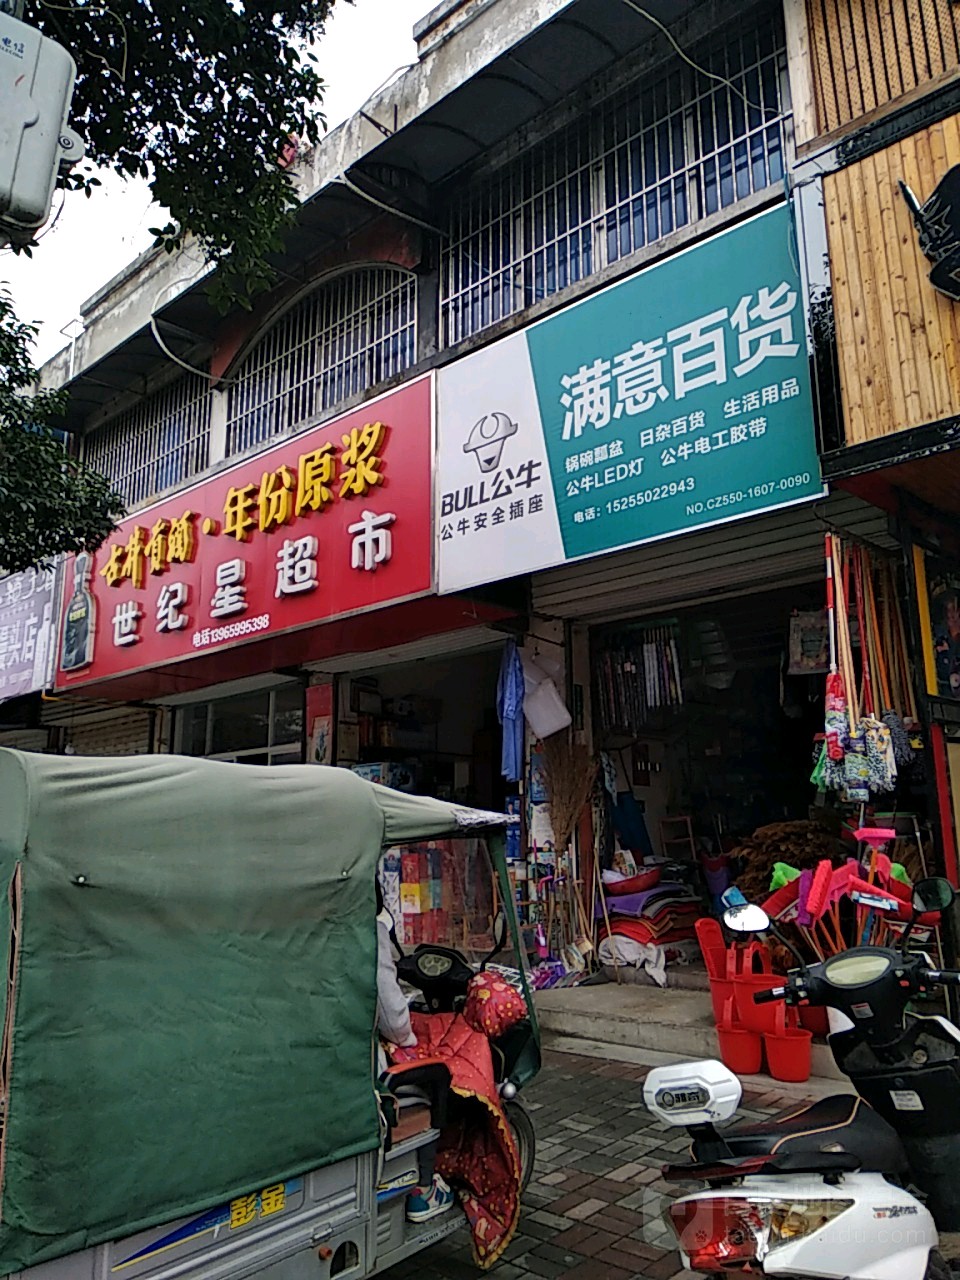 电信
古井贡酒·年份原浆
世纪星超市
电话13965995398
BULL公牛
公牛安全插座
满意百货
锅碗瓢盆 日杂百货 生活用品
公牛LED灯 公牛电工胶带
电话：15255022943
NO.CZ550-1607-0090
彭金